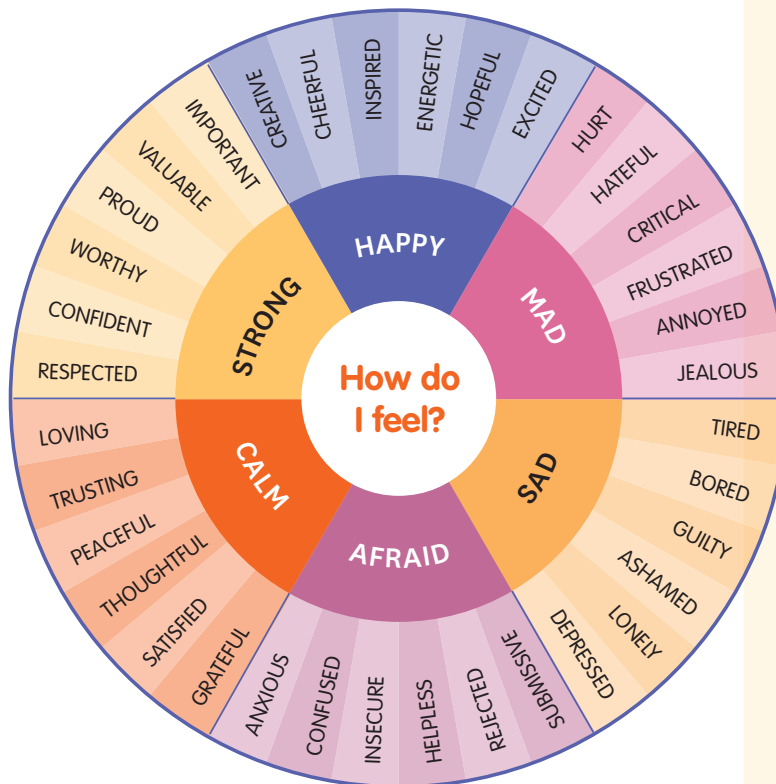 How do
I feel?
HAPPY
CREATIVE
CHEERFUL
INSPIRED
ENERGETIC
HOPEFUL
EXCITED
MAD
HURT
HATEFUL
CRITICAL
FRUSTRATED
ANNOYED
JEALOUS
SAD
TIRED
BORED
GUILTY
ASHAMED
LONELY
DEPRESSED
AFRAID
SUBMISSIVE
REJECTED
HELPLESS
INSECURE
CONFUSED
ANXIOUS
CALM
GRATEFUL
SATISFIED
THOUGHTFUL
PEACEFUL
TRUSTING
LOVING
STRONG
RESPECTED
CONFIDENT
WORTHY
PROUD
VALUABLE
IMPORTANT